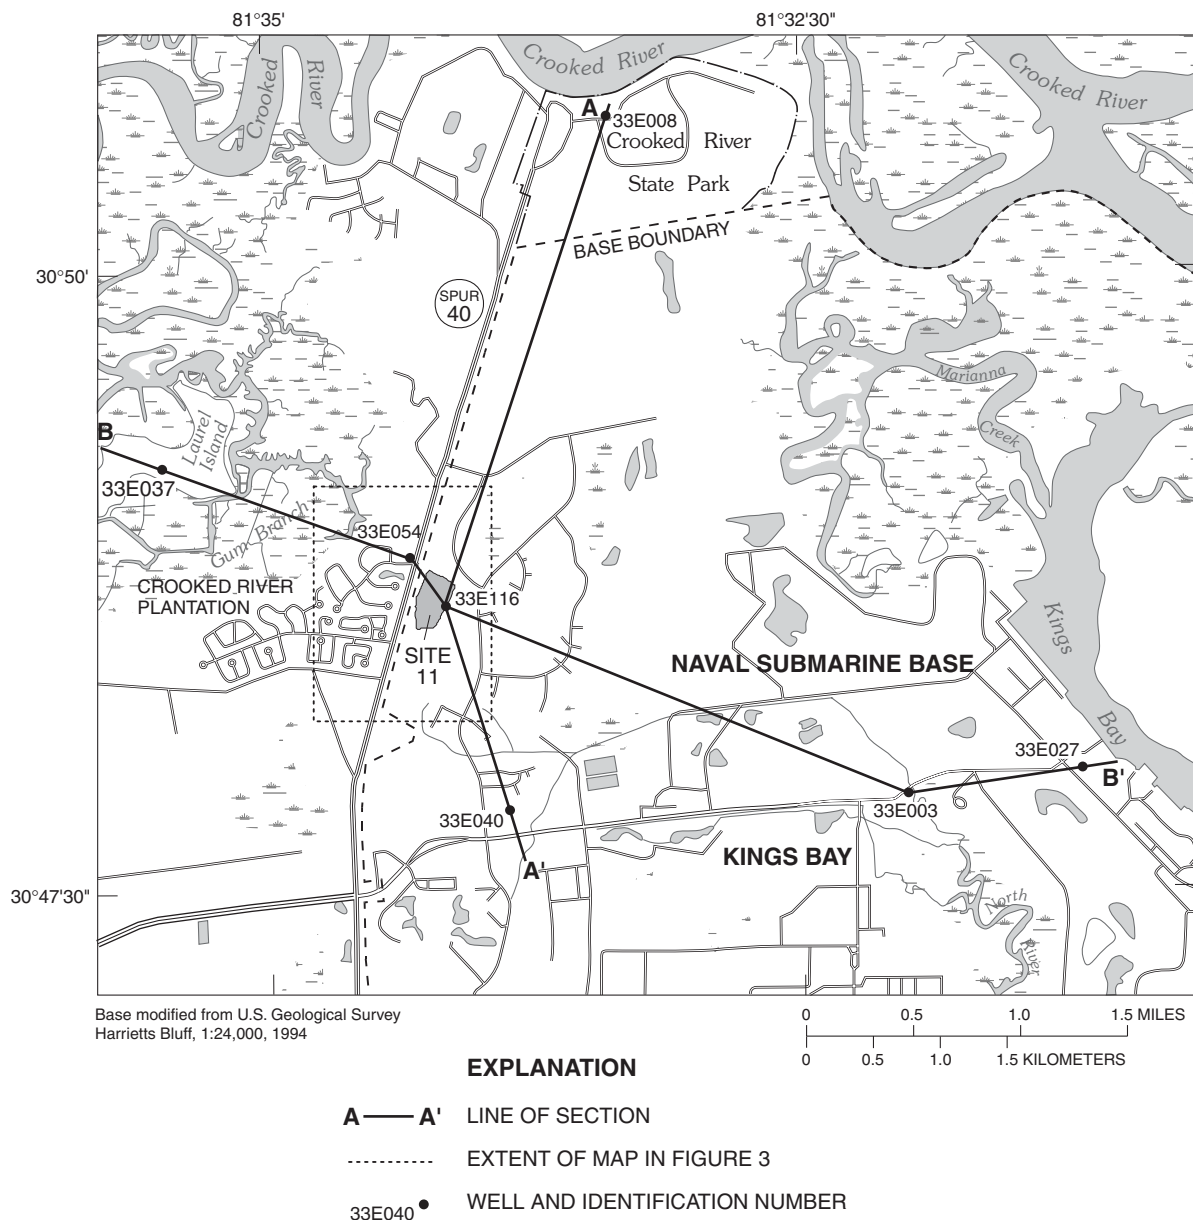 81°35'
81°32'30"
Crooked River
Crooked River
Crooked River
A
33E008
Crooked River
State Park
BASE BOUNDARY
30°50'
SPUR
40
Marianna
Creek
B
Laurel
Island
33E037
Gum Branch
33E054
CROOKED RIVER
PLANTATION
33E116
SITE
11
Kings
Bay
NAVAL SUBMARINE BASE
33E027
B'
33E003
33E040
KINGS BAY
A'
30°47'30"
North
River
Base modified from U.S. Geological Survey
Harrietts Bluff, 1:24,000, 1994
0 0.5 1.0 1.5 MILES
0 0.5 1.0 1.5 KILOMETERS
EXPLANATION
A A' LINE OF SECTION
EXTENT OF MAP IN FIGURE 3
33E040 WELL AND IDENTIFICATION NUMBER